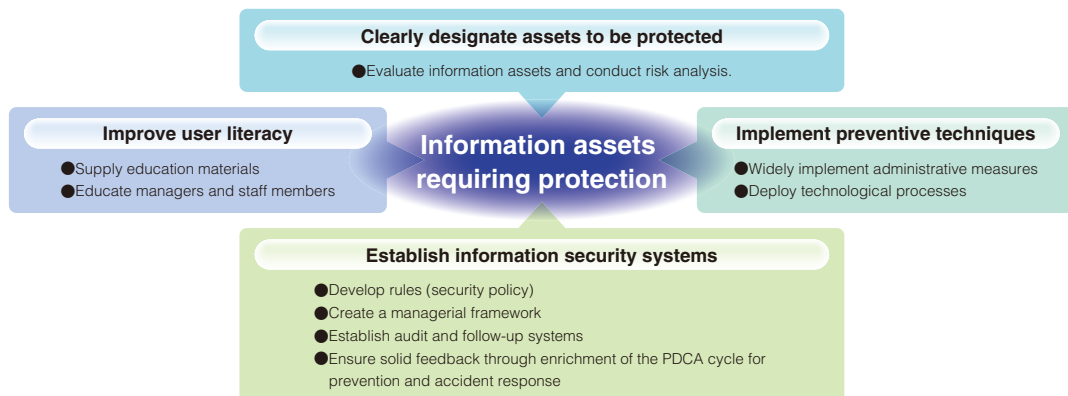 Clearly designate assets to be protected
●Evaluate information assets and conduct risk analysis.
Improve user literacy
●Supply education materials
●Educate managers and staff members
Information assets
requiring protection
Implement preventive techniques
●Widely implement administrative measures
●Deploy technological processes
Establish information security systems
●Develop rules (security policy)
●Create a managerial framework
●Establish audit and follow-up systems
●Ensure solid feedback through enrichment of the PDCA cycle for
prevention and accident response